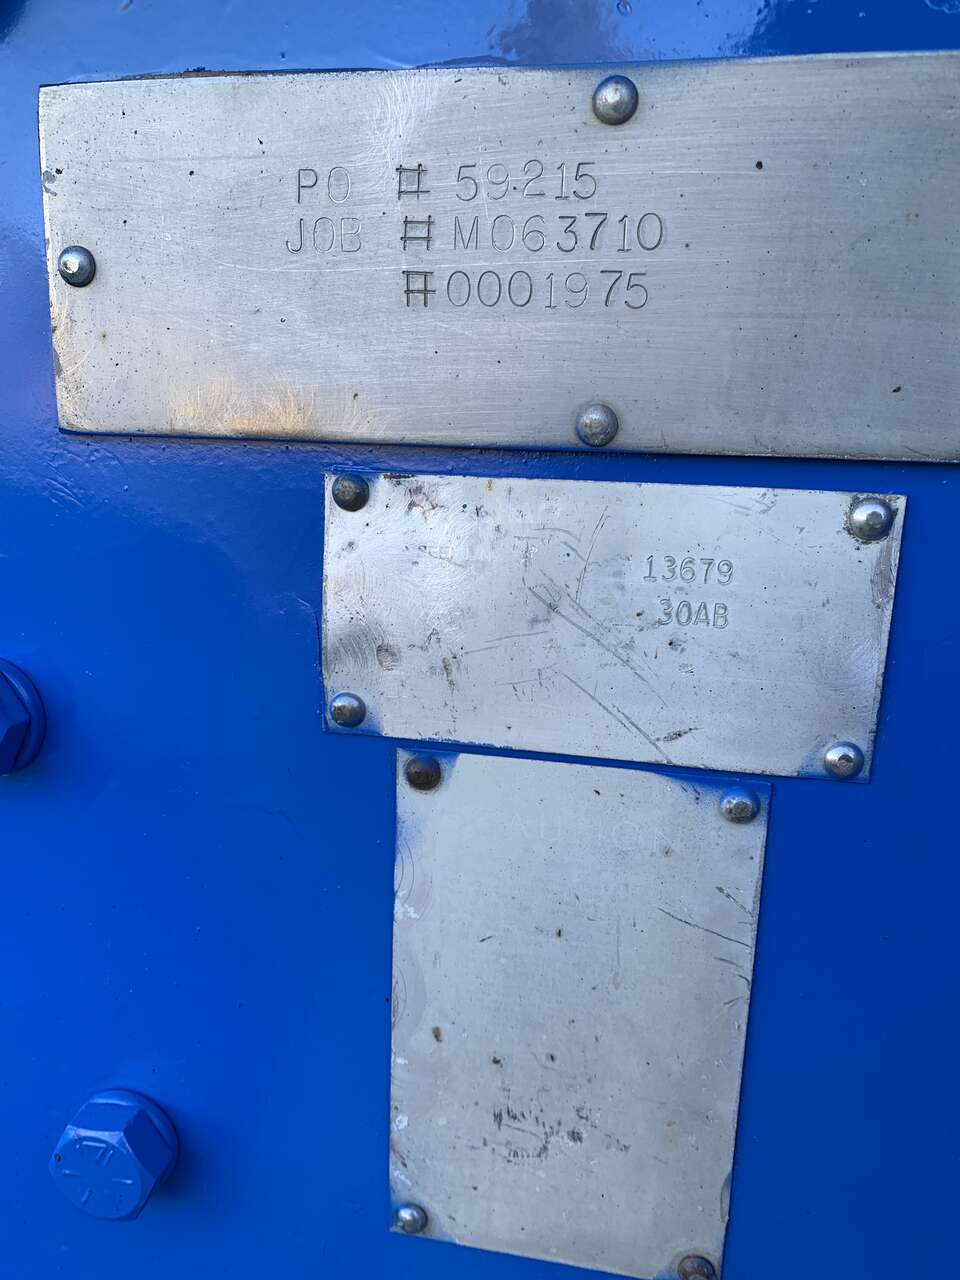 PO # 59215
JOB # M063710
#0001975
13679
30AB